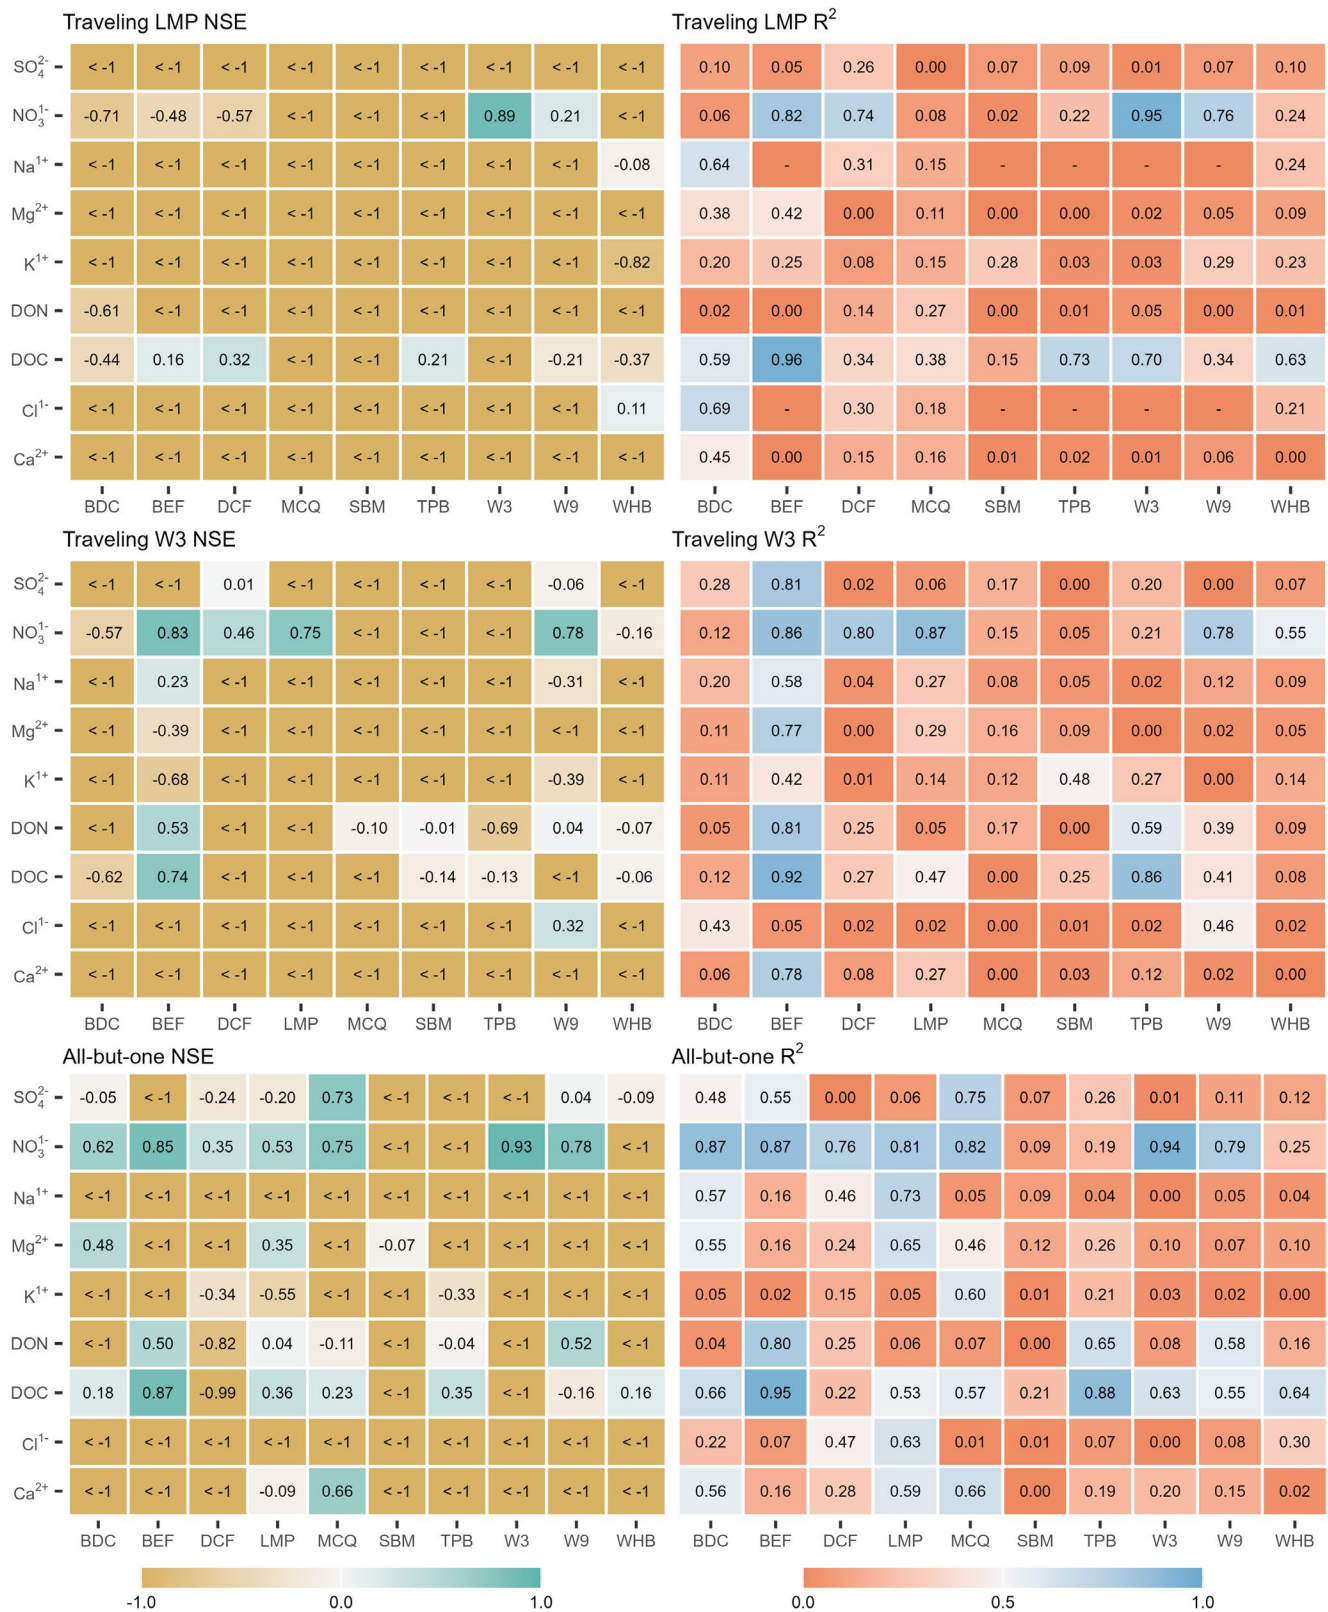 Traveling LMP NSE
SO₄²⁻ < -1 < -1 < -1 < -1 < -1 < -1 < -1 < -1 < -1
NO₃¹⁻ -0.71 -0.48 -0.57 < -1 < -1 < -1 0.89 0.21 < -1
Na¹⁺ < -1 < -1 < -1 < -1 < -1 < -1 < -1 < -1 -0.08
Mg²⁺ < -1 < -1 < -1 < -1 < -1 < -1 < -1 < -1 < -1
K¹⁺ < -1 < -1 < -1 < -1 < -1 < -1 < -1 < -1 -0.82
DON -0.61 < -1 < -1 < -1 < -1 < -1 < -1 < -1 < -1
DOC -0.44 0.16 0.32 < -1 < -1 0.21 < -1 -0.21 -0.37
Cl¹⁻ < -1 < -1 < -1 < -1 < -1 < -1 < -1 < -1 0.11
Ca²⁺ < -1 < -1 < -1 < -1 < -1 < -1 < -1 < -1 < -1
BDC BEF DCF MCQ SBM TPB W3 W9 WHB
Traveling LMP R²
0.10 0.05 0.26 0.00 0.07 0.09 0.01 0.07 0.10
0.06 0.82 0.74 0.08 0.02 0.22 0.95 0.76 0.24
0.64 - 0.31 0.15 - - - - 0.24
0.38 0.42 0.00 0.11 0.00 0.00 0.02 0.05 0.09
0.20 0.25 0.08 0.15 0.28 0.03 0.03 0.29 0.23
0.02 0.00 0.14 0.27 0.00 0.01 0.05 0.00 0.01
0.59 0.96 0.34 0.38 0.15 0.73 0.70 0.34 0.63
0.69 - 0.30 0.18 - - - - 0.21
0.45 0.00 0.15 0.16 0.01 0.02 0.01 0.06 0.00
BDC BEF DCF MCQ SBM TPB W3 W9 WHB
Traveling W3 NSE
SO₄²⁻ < -1 < -1 0.01 < -1 < -1 < -1 < -1 -0.06 < -1
NO₃¹⁻ -0.57 0.83 0.46 0.75 < -1 < -1 < -1 0.78 -0.16
Na¹⁺ < -1 0.23 < -1 < -1 < -1 < -1 < -1 -0.31 < -1
Mg²⁺ < -1 -0.39 < -1 < -1 < -1 < -1 < -1 < -1 < -1
K¹⁺ < -1 -0.68 < -1 < -1 < -1 < -1 < -1 -0.39 < -1
DON < -1 0.53 < -1 < -1 -0.10 -0.01 -0.69 0.04 -0.07
DOC -0.62 0.74 < -1 < -1 < -1 -0.14 -0.13 < -1 -0.06
Cl¹⁻ < -1 < -1 < -1 < -1 < -1 < -1 < -1 0.32 < -1
Ca²⁺ < -1 < -1 < -1 < -1 < -1 < -1 < -1 < -1 < -1
BDC BEF DCF LMP MCQ SBM TPB W9 WHB
Traveling W3 R²
0.28 0.81 0.02 0.06 0.17 0.00 0.20 0.00 0.07
0.12 0.86 0.80 0.87 0.15 0.05 0.21 0.78 0.55
0.20 0.58 0.04 0.27 0.08 0.05 0.02 0.12 0.09
0.11 0.77 0.00 0.29 0.16 0.09 0.00 0.02 0.05
0.11 0.42 0.01 0.14 0.12 0.48 0.27 0.00 0.14
0.05 0.81 0.25 0.05 0.17 0.00 0.59 0.39 0.09
0.12 0.92 0.27 0.47 0.00 0.25 0.86 0.41 0.08
0.43 0.05 0.02 0.02 0.00 0.01 0.02 0.46 0.02
0.06 0.78 0.08 0.27 0.00 0.03 0.12 0.02 0.00
BDC BEF DCF LMP MCQ SBM TPB W9 WHB
All-but-one NSE
SO₄²⁻ -0.05 < -1 -0.24 -0.20 0.73 < -1 < -1 < -1 0.04 -0.09
NO₃¹⁻ 0.62 0.85 0.35 0.53 0.75 < -1 < -1 0.93 0.78 < -1
Na¹⁺ < -1 < -1 < -1 < -1 < -1 < -1 < -1 < -1 < -1 < -1
Mg²⁺ 0.48 < -1 < -1 0.35 < -1 -0.07 < -1 < -1 < -1 < -1
K¹⁺ < -1 < -1 -0.34 -0.55 < -1 < -1 -0.33 < -1 < -1 < -1
DON < -1 0.50 -0.82 0.04 -0.11 < -1 -0.04 < -1 0.52 < -1
DOC 0.18 0.87 -0.99 0.36 0.23 < -1 0.35 < -1 -0.16 0.16
Cl¹⁻ < -1 < -1 < -1 < -1 < -1 < -1 < -1 < -1 < -1 < -1
Ca²⁺ < -1 < -1 < -1 -0.09 0.66 < -1 < -1 < -1 < -1 < -1
BDC BEF DCF LMP MCQ SBM TPB W3 W9 WHB
All-but-one R²
0.48 0.55 0.00 0.06 0.75 0.07 0.26 0.01 0.11 0.12
0.87 0.87 0.76 0.81 0.82 0.09 0.19 0.94 0.79 0.25
0.57 0.16 0.46 0.73 0.05 0.09 0.04 0.00 0.05 0.04
0.55 0.16 0.24 0.65 0.46 0.12 0.26 0.10 0.07 0.10
0.05 0.02 0.15 0.05 0.60 0.01 0.21 0.03 0.02 0.00
0.04 0.80 0.25 0.06 0.07 0.00 0.65 0.08 0.58 0.16
0.66 0.95 0.22 0.53 0.57 0.21 0.88 0.63 0.55 0.64
0.22 0.07 0.47 0.63 0.01 0.01 0.07 0.00 0.08 0.30
0.56 0.16 0.28 0.59 0.66 0.00 0.19 0.20 0.15 0.02
BDC BEF DCF LMP MCQ SBM TPB W3 W9 WHB
-1.0 0.0 1.0
0.0 0.5 1.0